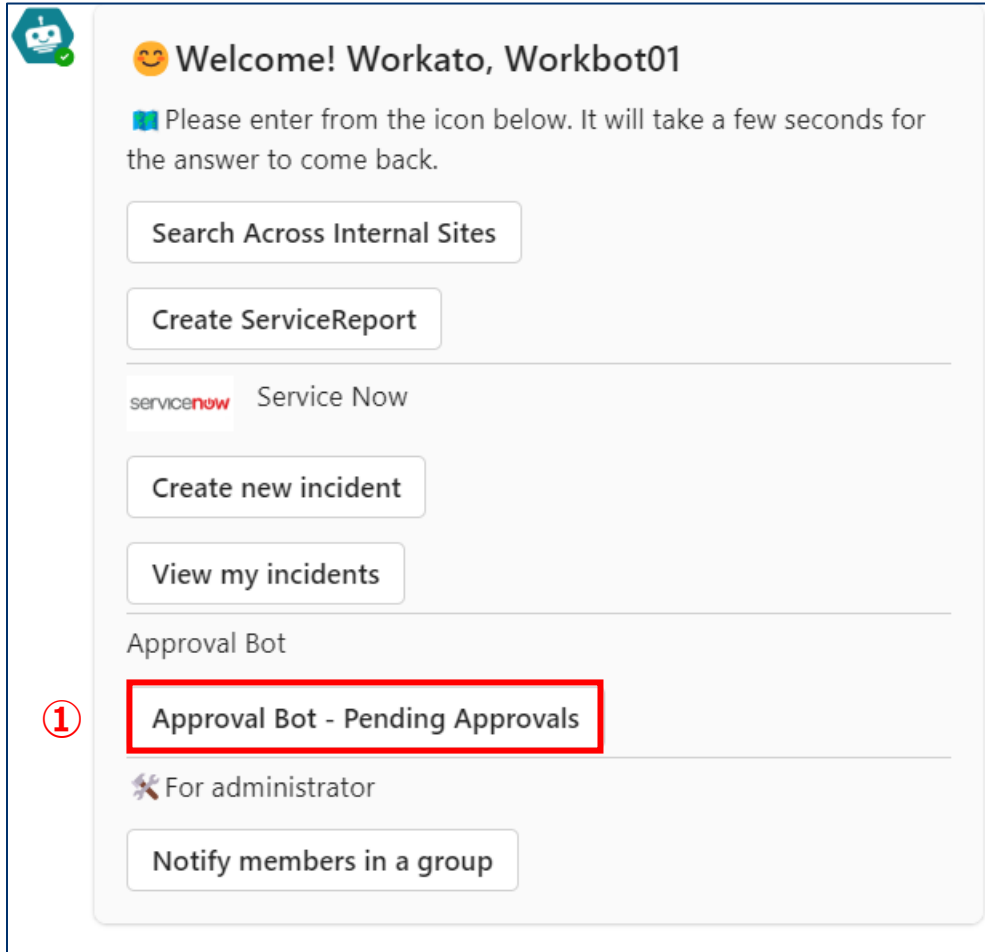 😊Welcome! Workato, Workbot01
🗺️Please enter from the icon below. It will take a few seconds for
the answer to come back.
Search Across Internal Sites
Create ServiceReport
servicenow Service Now
Create new incident
View my incidents
Approval Bot
① Approval Bot - Pending Approvals
🛠️For administrator
Notify members in a group